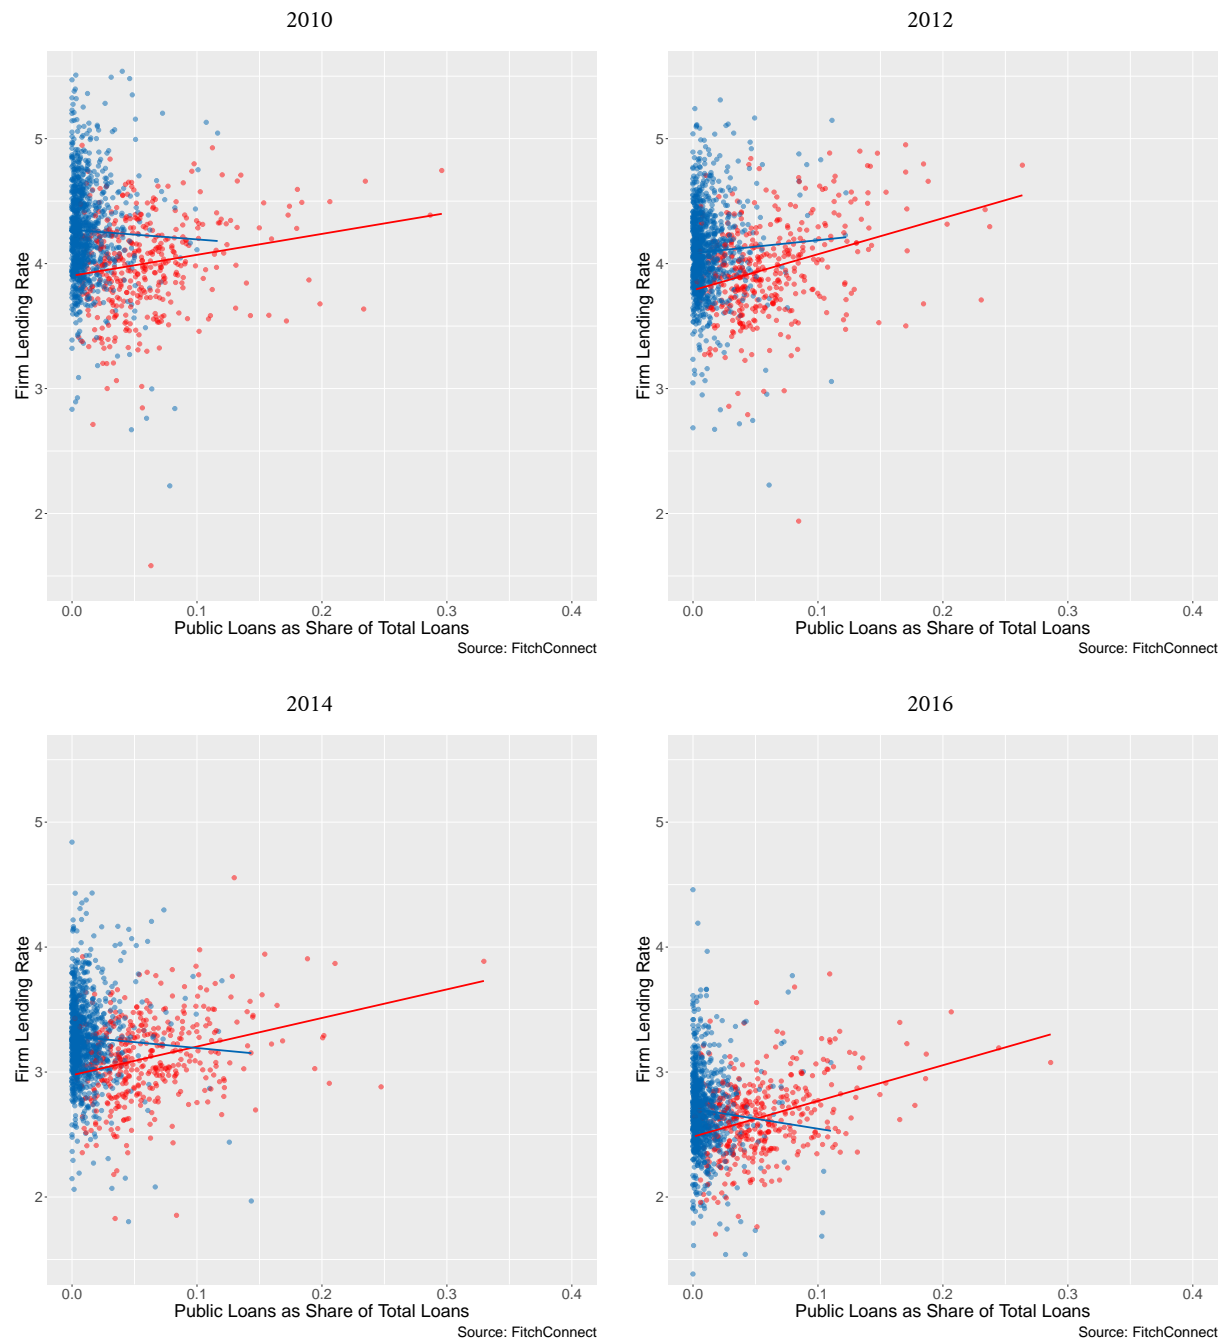 2010
5
4
3
2
Firm Lending Rate
0.0 0.1 0.2 0.3 0.4
Public Loans as Share of Total Loans
Source: FitchConnect
2012
5
4
3
2
Firm Lending Rate
0.0 0.1 0.2 0.3 0.4
Public Loans as Share of Total Loans
Source: FitchConnect
2014
5
4
3
2
Firm Lending Rate
0.0 0.1 0.2 0.3 0.4
Public Loans as Share of Total Loans
Source: FitchConnect
2016
5
4
3
2
Firm Lending Rate
0.0 0.1 0.2 0.3 0.4
Public Loans as Share of Total Loans
Source: FitchConnect